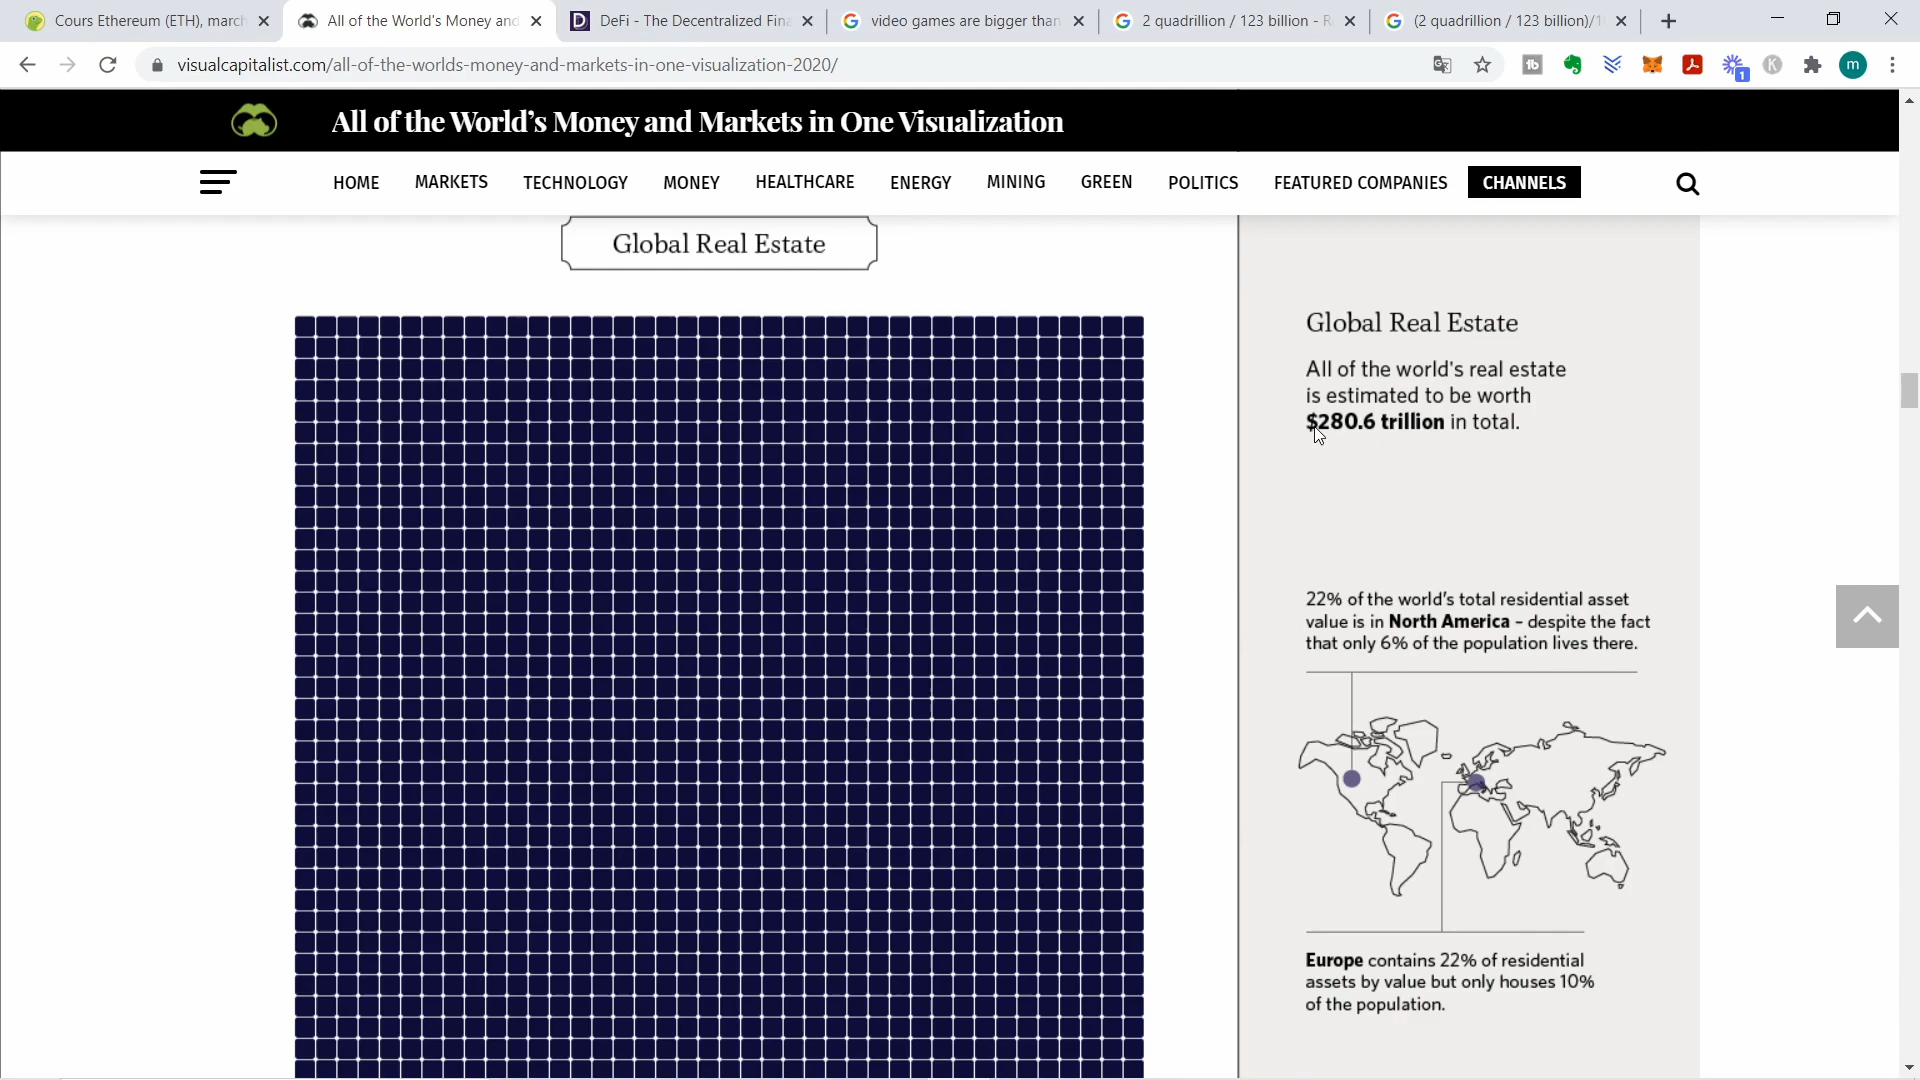 Cours Ethereum (ETH), march
All of the World's Money and
DeFi - The Decentralized Fina
video games are bigger than
2 quadrillion / 123 billion - R
(2 quadrillion / 123 billion)/1
visualcapitalist.com/all-of-the-worlds-money-and-markets-in-one-visualization-2020/
1
m
All of the World's Money and Markets in One Visualization
HOME MARKETS TECHNOLOGY MONEY HEALTHCARE ENERGY MINING GREEN POLITICS FEATURED COMPANIES CHANNELS
Global Real Estate
Global Real Estate
All of the world's real estate
is estimated to be worth
$280.6 trillion in total.
22% of the world's total residential asset
value is in North America – despite the fact
that only 6% of the population lives there.
Europe contains 22% of residential
assets by value but only houses 10%
of the population.